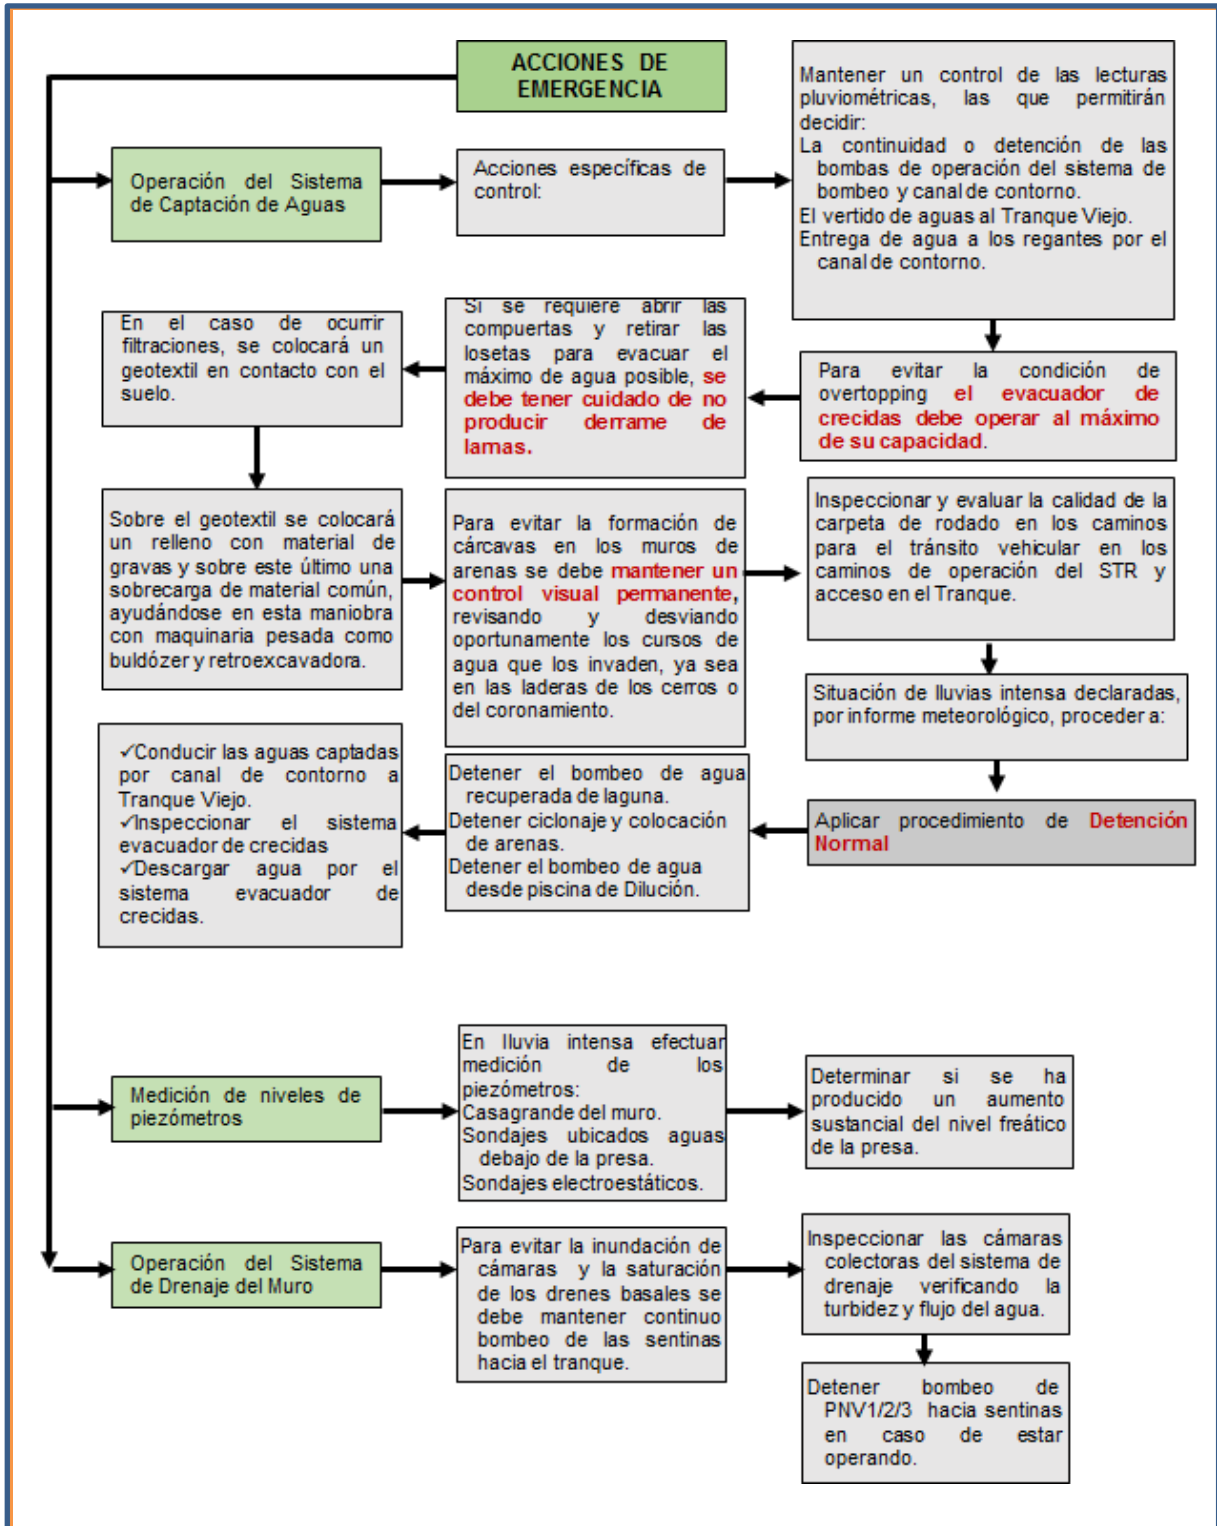 ACCIONES DE
EMERGENCIA
Mantener un control de las lecturas
pluviométricas, las que permitirán
decidir:
La continuidad o detención de las
bombas de operación del sistema de
bombeo y canal de contorno.
El vertido de aguas al Tranque Viejo.
Entrega de agua a los regantes por el
canal de contorno.
Operación del Sistema
de Captación de Aguas
Acciones específicas de
control:
Para evitar la condición de
overtopping el evacuador de
crecidas debe operar al máximo
de su capacidad.
Si se requiere abrir las
compuertas y retirar las
losetas para evacuar el
máximo de agua posible, se
debe tener cuidado de no
producir derrame de
lamas.
En el caso de ocurrir
filtraciones, se colocará un
geotextil en contacto con el
suelo.
Sobre el geotextil se colocará
un relleno con material de
gravas y sobre este último una
sobrecarga de material común,
ayudándose en esta maniobra
con maquinaria pesada como
buldózer y retroexcavadora.
Para evitar la formación de
cárcavas en los muros de
arenas se debe mantener un
control visual permanente,
revisando y desviando
oportunamente los cursos de
agua que los invaden, ya sea
en las laderas de los cerros o
del coronamiento.
Inspeccionar y evaluar la calidad de la
carpeta de rodado en los caminos
para el tránsito vehicular en los
caminos de operación del STR y
acceso en el Tranque.
Situación de lluvias intensa declaradas,
por informe meteorológico, proceder a:
Aplicar procedimiento de Detención
Normal
Detener el bombeo de agua
recuperada de laguna.
Detener ciclonaje y colocación
de arenas.
Detener el bombeo de agua
desde piscina de Dilución.
✓Conducir las aguas captadas
por canal de contorno a
Tranque Viejo.
✓Inspeccionar el sistema
evacuador de crecidas
✓Descargar agua por el
sistema evacuador de
crecidas.
Medición de niveles de
piezómetros
En lluvia intensa efectuar
medición de los
piezómetros:
Casagrande del muro.
Sondajes ubicados aguas
debajo de la presa.
Sondajes electroestáticos.
Determinar si se ha
producido un aumento
sustancial del nivel freático
de la presa.
Operación del Sistema
de Drenaje del Muro
Para evitar la inundación de
cámaras y la saturación
de los drenes basales se
debe mantener continuo
bombeo de las sentinas
hacia el tranque.
Inspeccionar las cámaras
colectoras del sistema de
drenaje verificando la
turbidez y flujo del agua.
Detener bombeo de
PNV1/2/3 hacia sentinas
en caso de estar
operando.